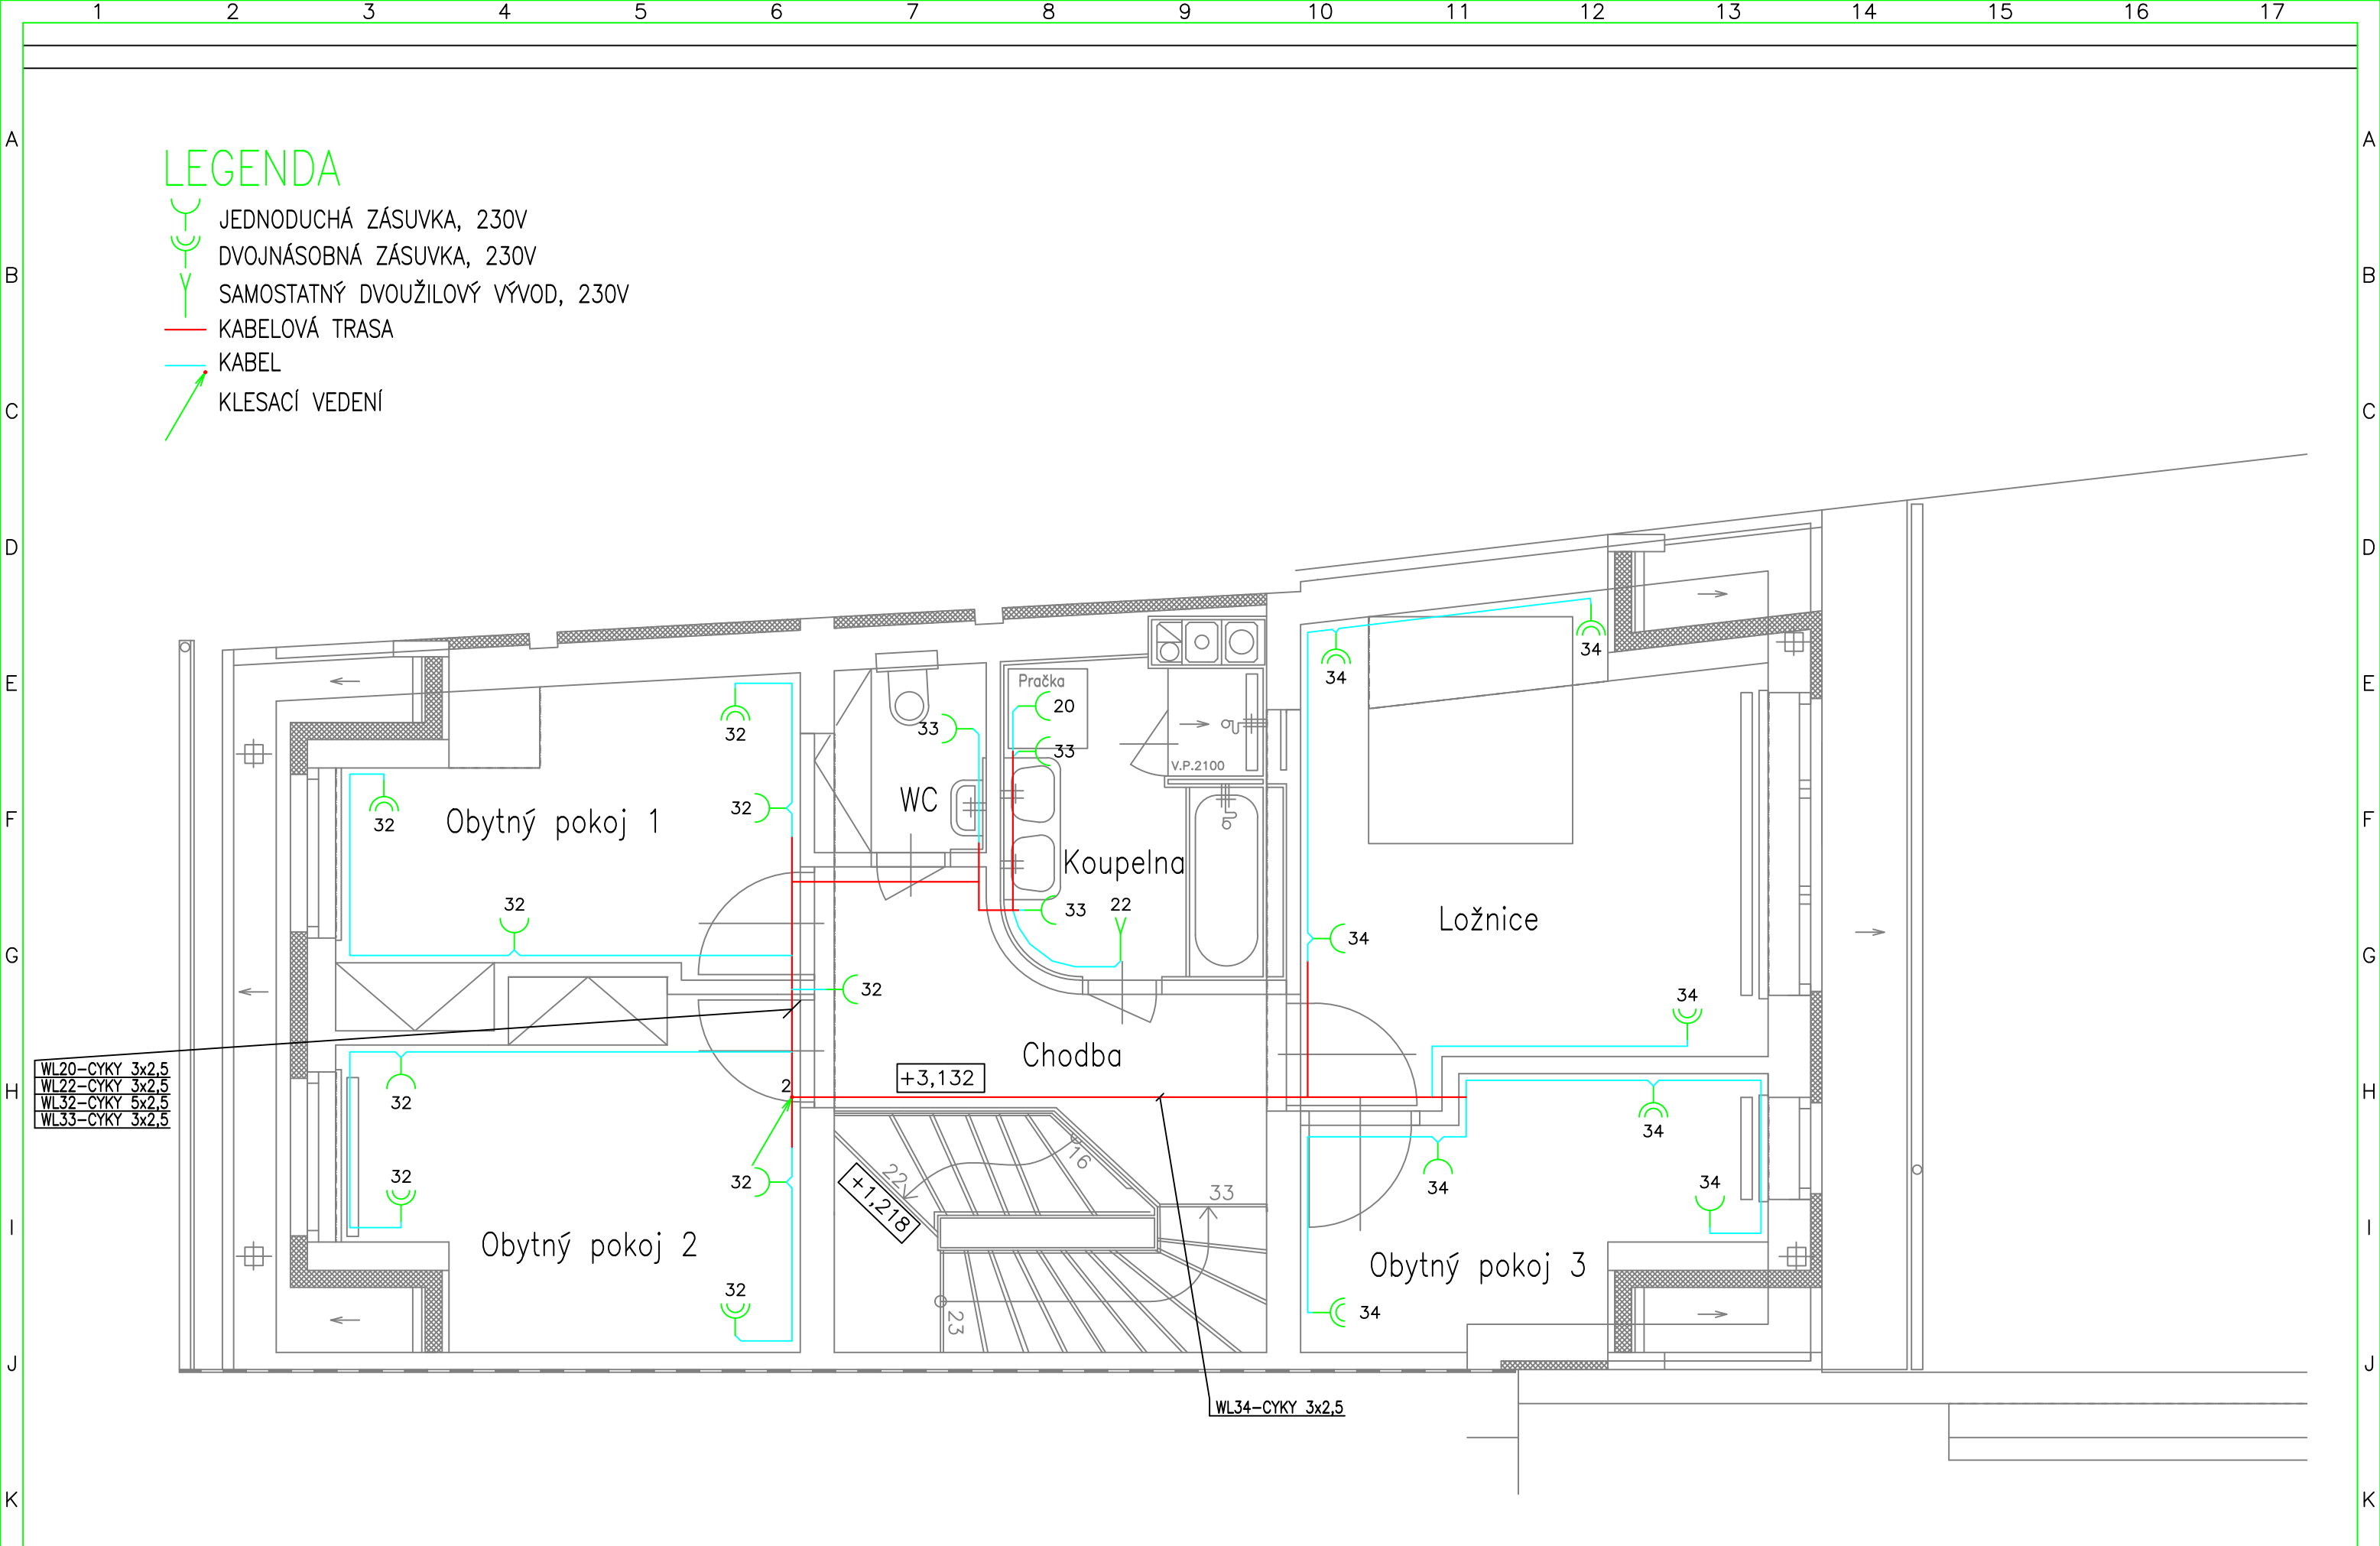 1 2 3 4 5 6 7 8 9 10 11 12 13 14 15 16 17
A A
LEGENDA
JEDNODUCHÁ ZÁSUVKA, 230V
DVOJNÁSOBNÁ ZÁSUVKA, 230V
B B
SAMOSTATNÝ DVOUŽILOVÝ VÝVOD, 230V
KABELOVÁ TRASA
KABEL
KLESACÍ VEDENÍ
C C
D D
34 34
E E
Pračka
20
32 33
33
V.P.2100
32 32
WC
F F
Obytný pokoj 1
Koupelna
32
33 22
Ložnice
34
G G
32
34
Chodba
WL20-CYKY 3x2,5
WL22-CYKY 3x2,5
WL32-CYKY 5x2,5
WL33-CYKY 3x2,5
+3,132
2
H H
32
34
16
22
32 32
34
34
33
+1,218
I I
Obytný pokoj 2
Obytný pokoj 3
32
34
23
J J
WL34-CYKY 3x2,5
K K